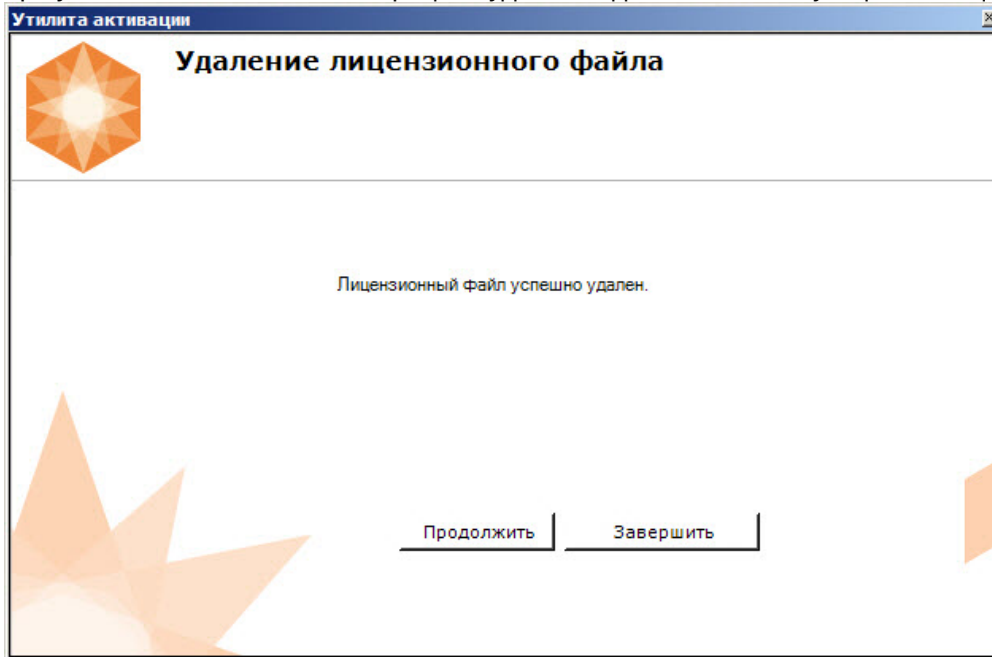 Утилита активации
Удаление лицензионного файла
Лицензионный файл успешно удален.
Продолжить
Завершить